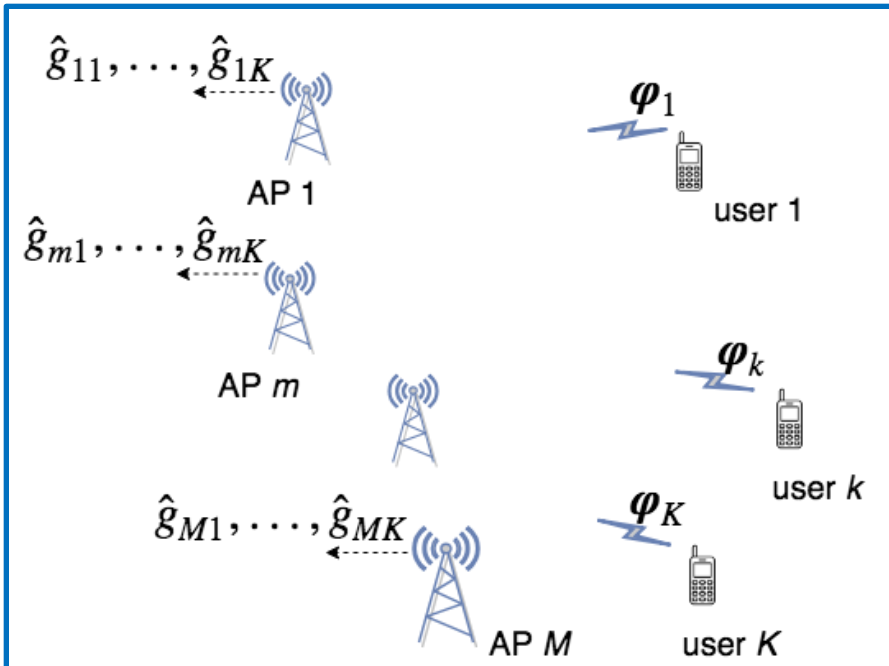 ĝ₁₁, . . . , ĝ₁K
φ₁
AP 1
user 1
ĝₘ₁, . . . , ĝₘK
AP m
φₖ
user k
ĝM₁, . . . , ĝMK
φK
AP M
user K